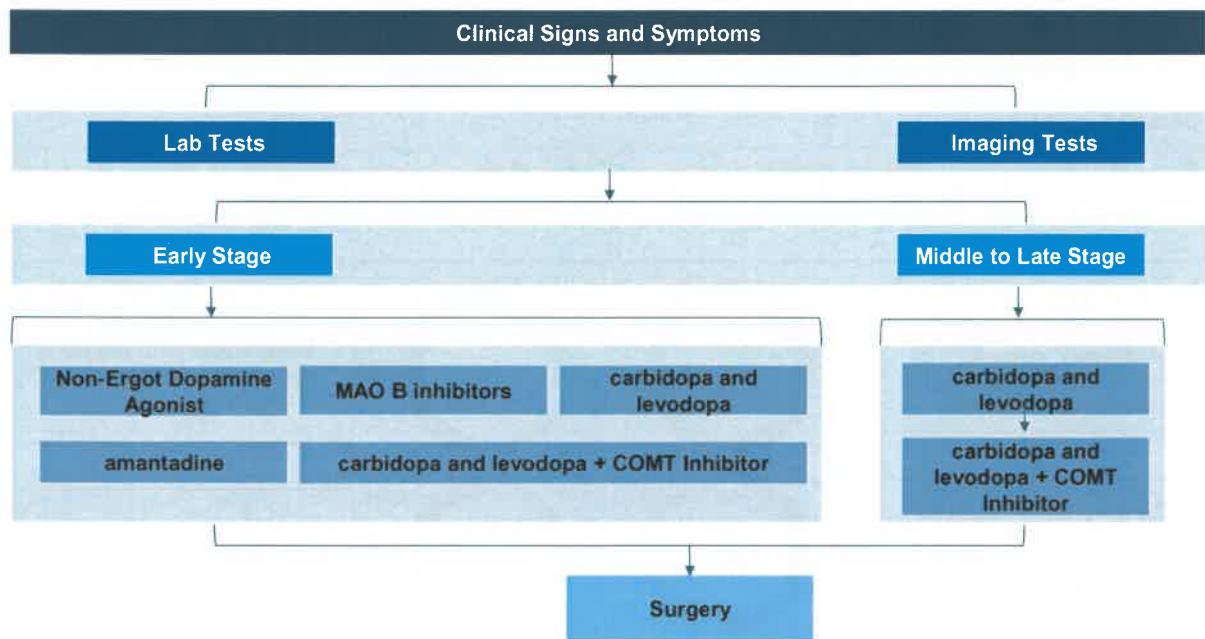 Clinical Signs and Symptoms
Lab Tests
Imaging Tests
Early Stage
Middle to Late Stage
Non-Ergot Dopamine
Agonist
MAO B inhibitors
carbidopa and
levodopa
amantadine
carbidopa and levodopa + COMT Inhibitor
carbidopa and
levodopa
carbidopa and
levodopa + COMT
Inhibitor
Surgery